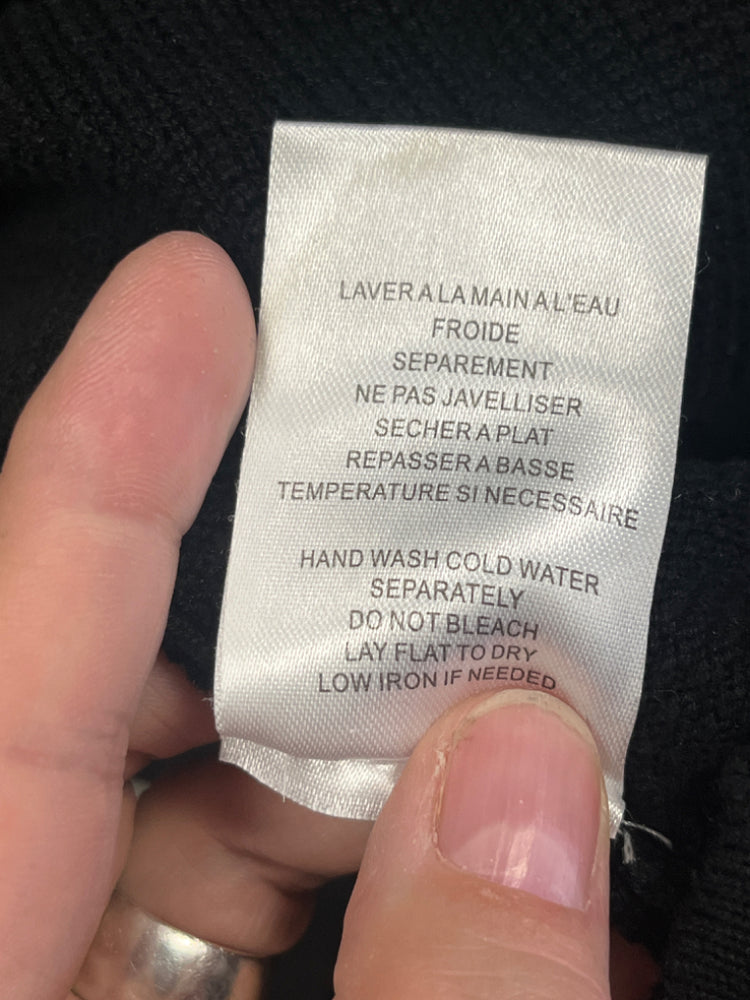 LAVER A LA MAIN A L'EAU
FROIDE
SEPAREMENT
NE PAS JAVELLISER
SECHER A PLAT
REPASSER A BASSE
TEMPERATURE SI NECESSAIRE
HAND WASH COLD WATER
SEPARATELY
DO NOT BLEACH
LAY FLAT TO DRY
LOW IRON IF NEEDED